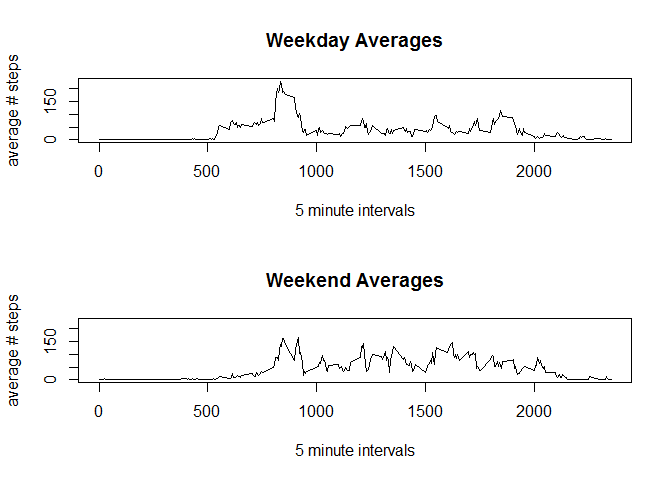 Weekday Averages
average # steps
150
0
0 500 1000 1500 2000
5 minute intervals
Weekend Averages
average # steps
150
0
0 500 1000 1500 2000
5 minute intervals